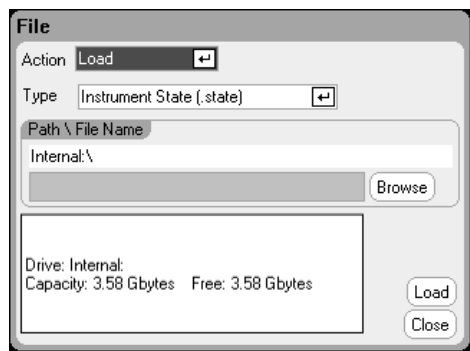 File
Action Load
Type Instrument State (.state)
Path \ File Name
Internal:\
Browse
Drive: Internal:
Capacity: 3.58 Gbytes Free: 3.58 Gbytes
Load
Close